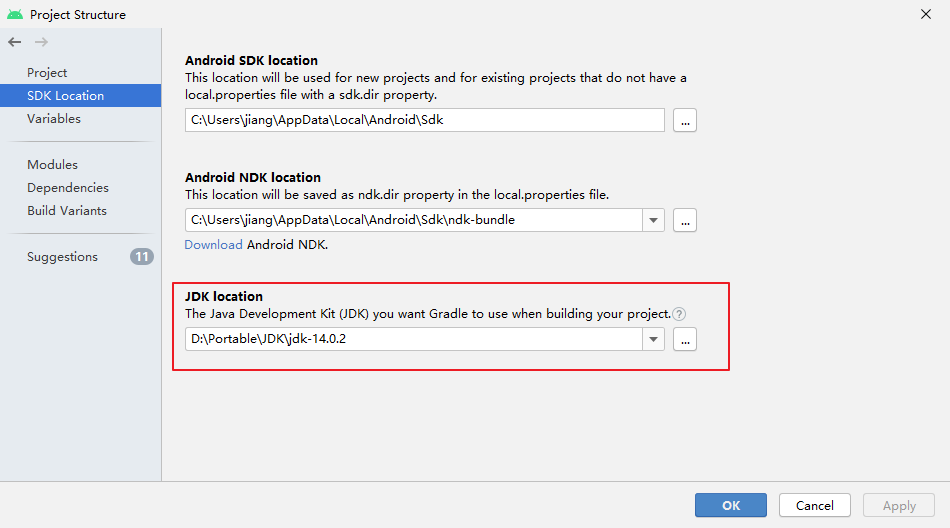 Project Structure
Project
SDK Location
Variables
Modules
Dependencies
Build Variants
Suggestions 11
Android SDK location
This location will be used for new projects and for existing projects that do not have a
local.properties file with a sdk.dir property.
C:\Users\jiang\AppData\Local\Android\Sdk
...
Android NDK location
This location will be saved as ndk.dir property in the local.properties file.
C:\Users\jiang\AppData\Local\Android\Sdk\ndk-bundle
...
Download Android NDK.
JDK location
The Java Development Kit (JDK) you want Gradle to use when building your project. ?
D:\Portable\JDK\jdk-14.0.2
...
OK
Cancel
Apply